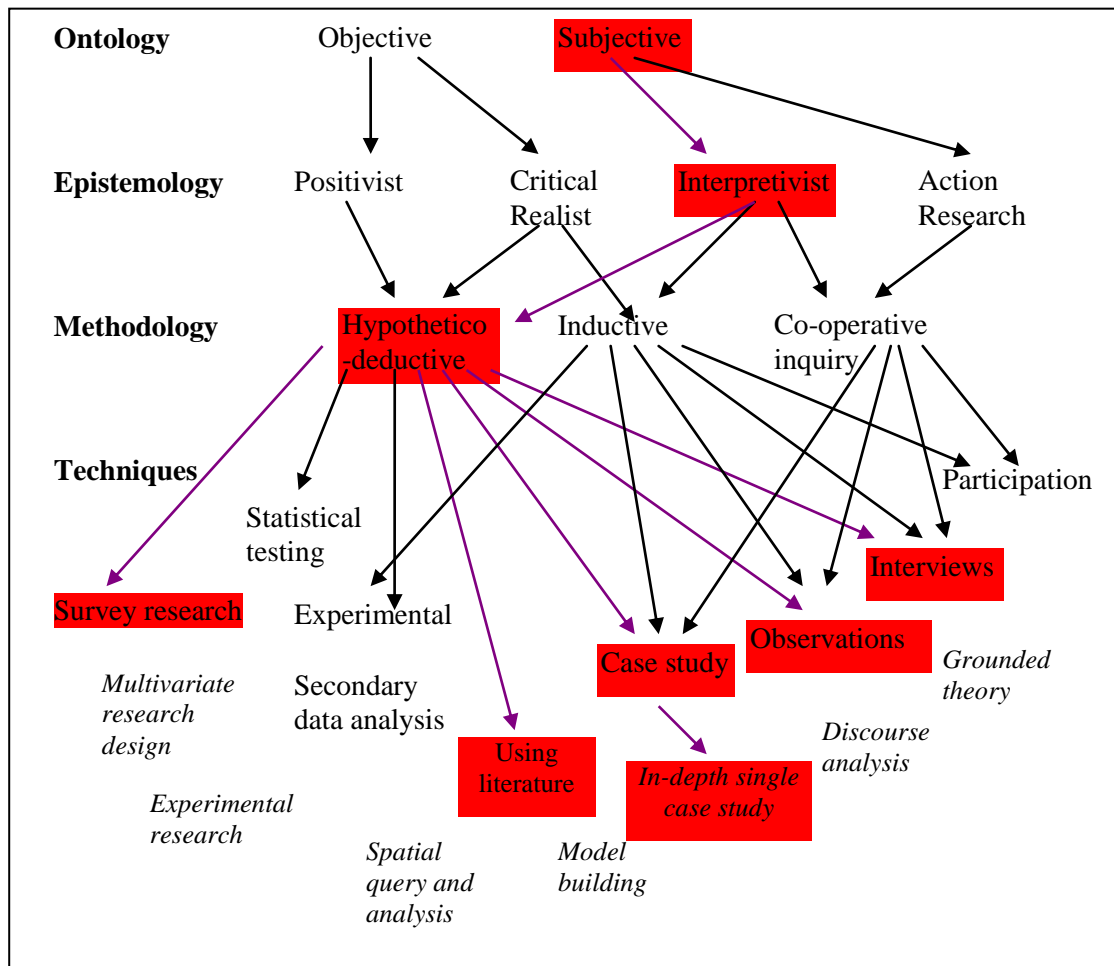 Ontology
Objective
Subjective
Epistemology
Positivist
Critical
Realist
Interpretivist
Action
Research
Methodology
Hypothetico
-deductive
Inductive
Co-operative
inquiry
Techniques
Participation
Statistical
testing
Interviews
Survey research
Experimental
Observations
Case study
Grounded
theory
Multivariate
research
design
Secondary
data analysis
Discourse
analysis
Using
literature
In-depth single
case study
Experimental
research
Spatial
query and
analysis
Model
building